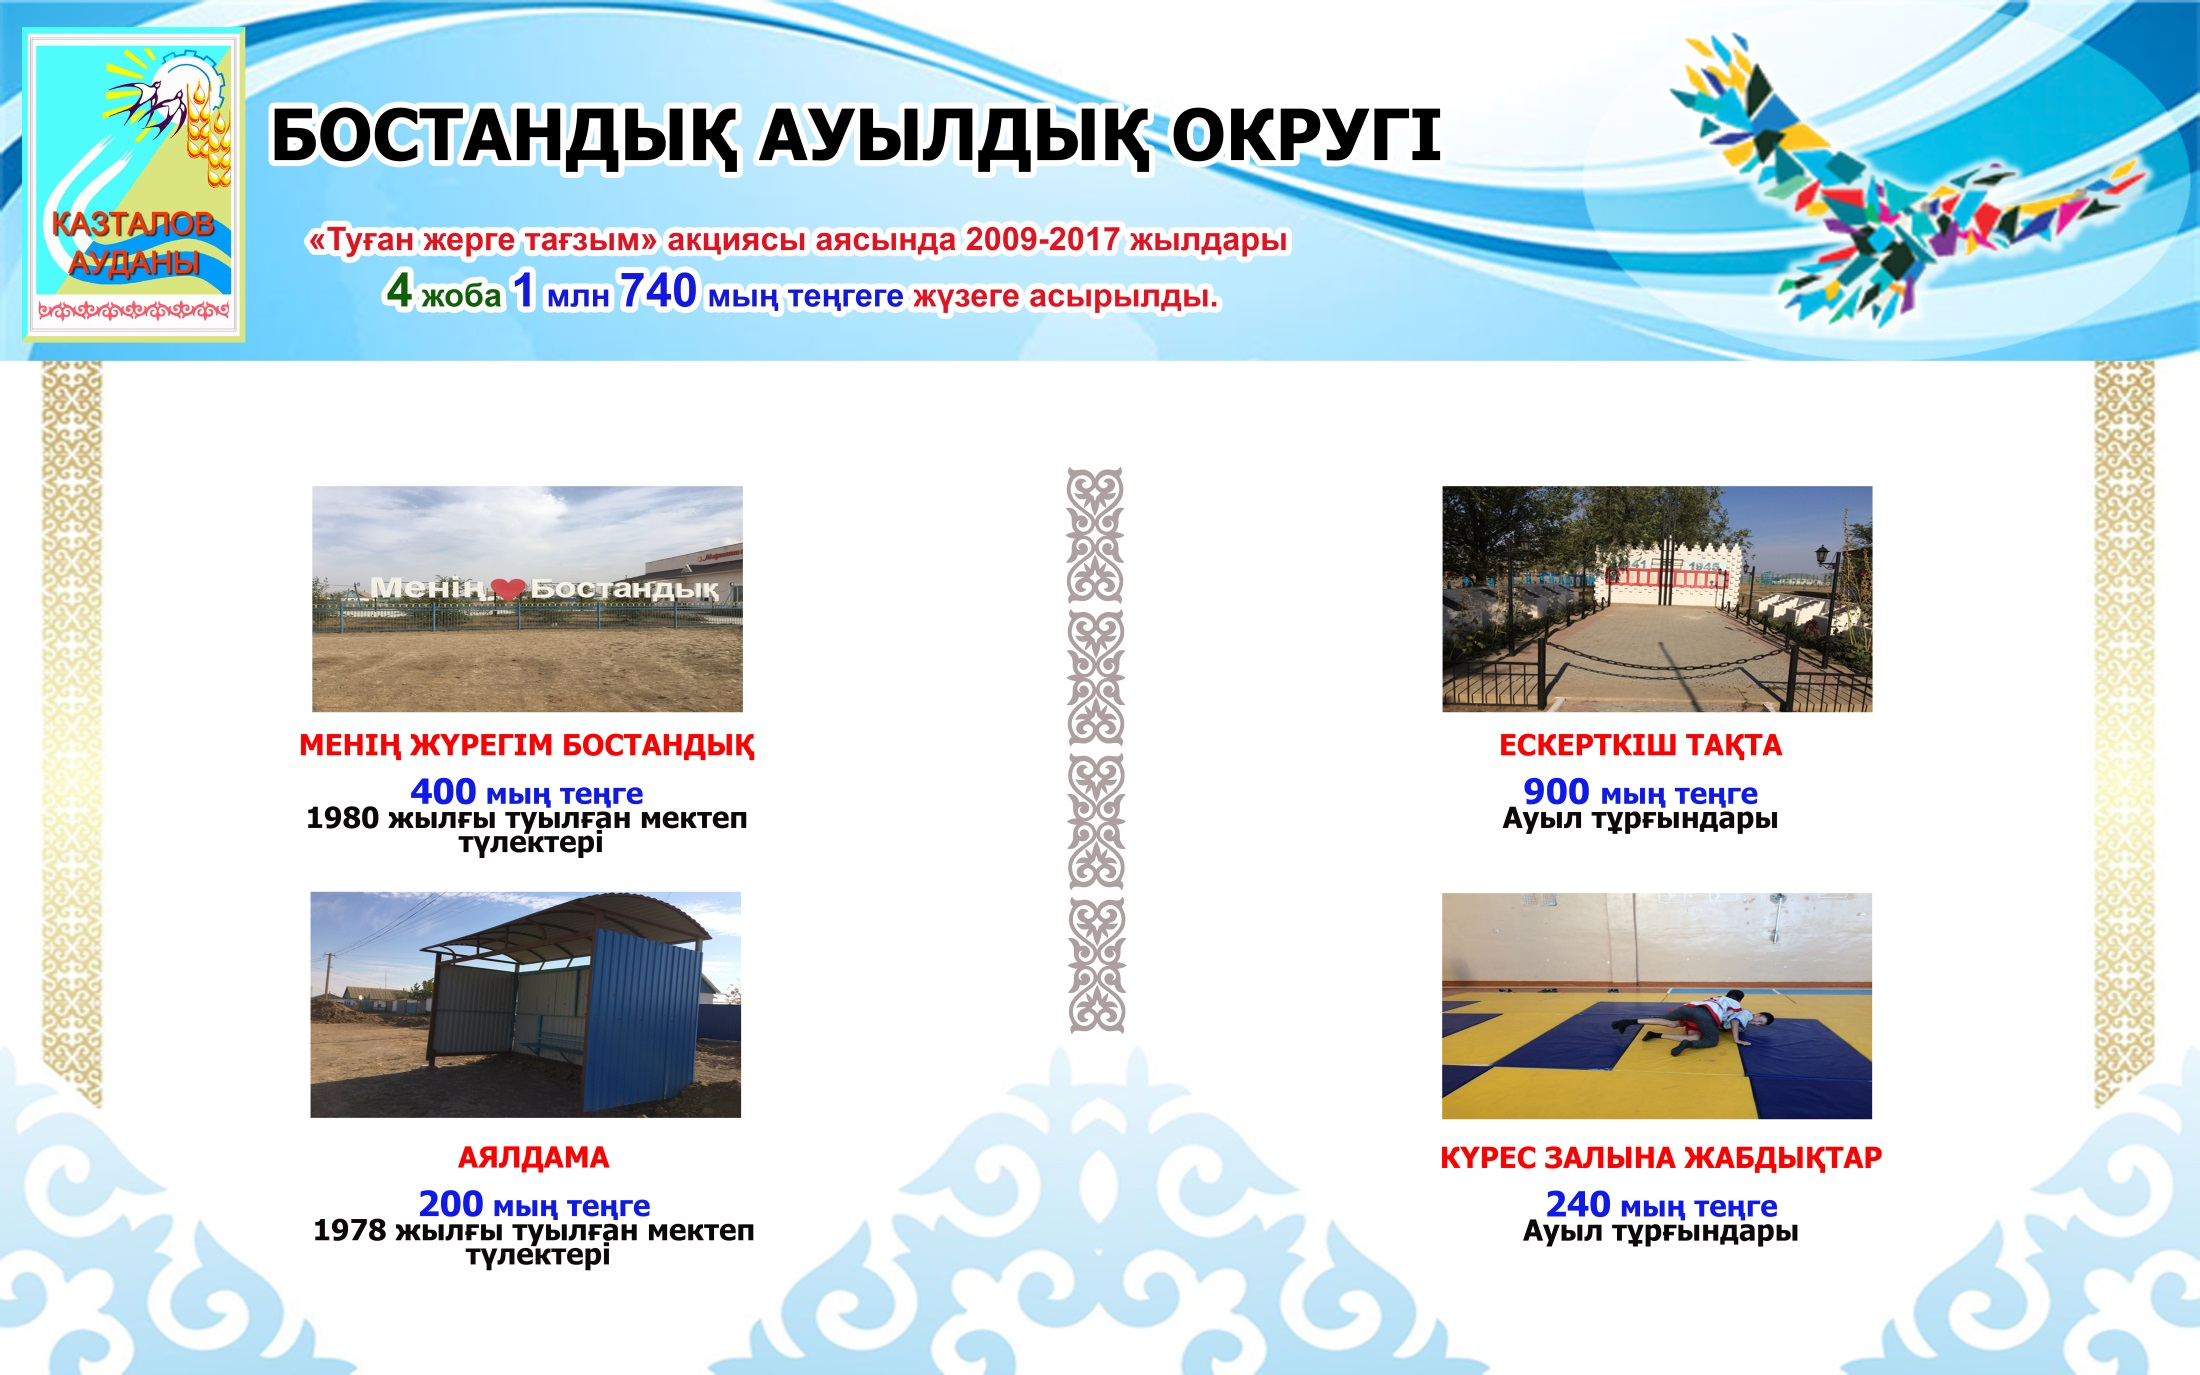 КАЗТАЛОВ
АУДАНЫ
БОСТАНДЫҚ АУЫЛДЫҚ ОКРУГІ
«Туған жерге тағзым» акциясы аясында 2009-2017 жылдары
4 жоба 1 млн 740 мың теңгеге жүзеге асырылды.
Менің Бостандық
МЕНІҢ ЖҮРЕГІМ БОСТАНДЫҚ
400 мың теңге
1980 жылғы туылған мектеп
түлектері
1941 1945
ЕСКЕРТКІШ ТАҚТА
900 мың теңге
Ауыл тұрғындары
АЯЛДАМА
200 мың теңге
1978 жылғы туылған мектеп
түлектері
КҮРЕС ЗАЛЫНА ЖАБДЫҚТАР
240 мың теңге
Ауыл тұрғындары